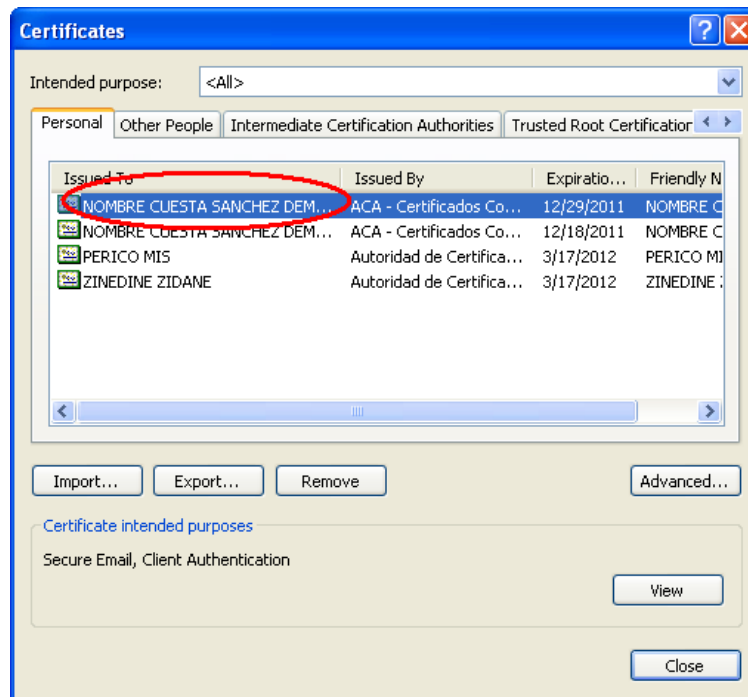 Certificates
Intended purpose: <All>
Personal Other People Intermediate Certification Authorities Trusted Root Certification
Issued To Issued By Expiratio... Friendly N
NOMBRE CUESTA SANCHEZ DEM... ACA - Certificados Co... 12/29/2011 NOMBRE C
NOMBRE CUESTA SANCHEZ DEM... ACA - Certificados Co... 12/18/2011 NOMBRE C
PERICO MIS Autoridad de Certifica... 3/17/2012 PERICO MI
ZINEDINE ZIDANE Autoridad de Certifica... 3/17/2012 ZINEDINE
Import... Export... Remove Advanced...
Certificate intended purposes
Secure Email, Client Authentication
View
Close